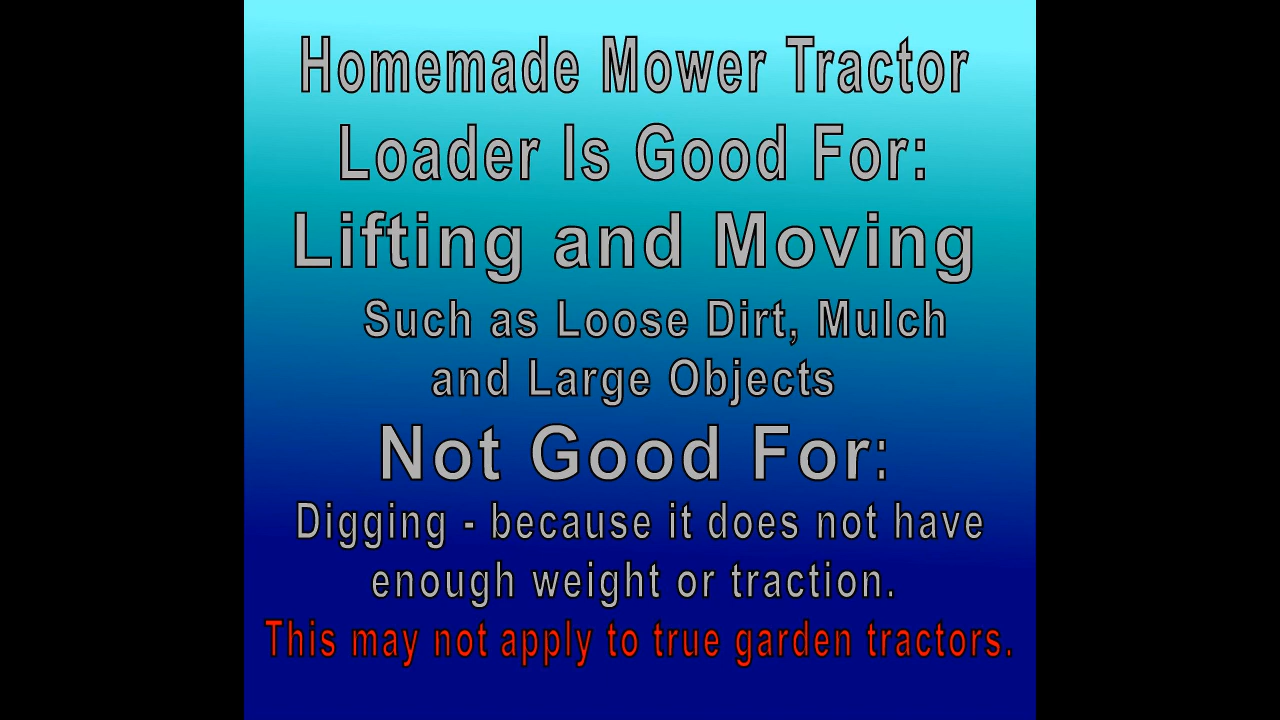 Homemade Mower Tractor
Loader Is Good For:
Lifting and Moving
Such as Loose Dirt, Mulch
and Large Objects
Not Good For:
Digging - because it does not have
enough weight or traction.
This may not apply to true garden tractors.